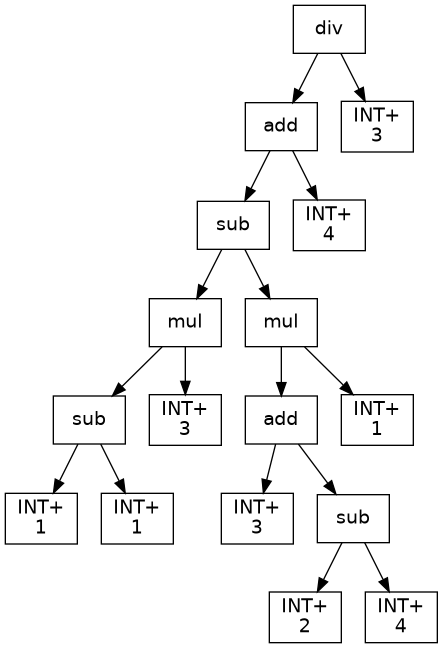 div
add
INT+
3
sub
INT+
4
mul
mul
sub
INT+
3
add
INT+
1
INT+
1
INT+
1
INT+
3
sub
INT+
2
INT+
4